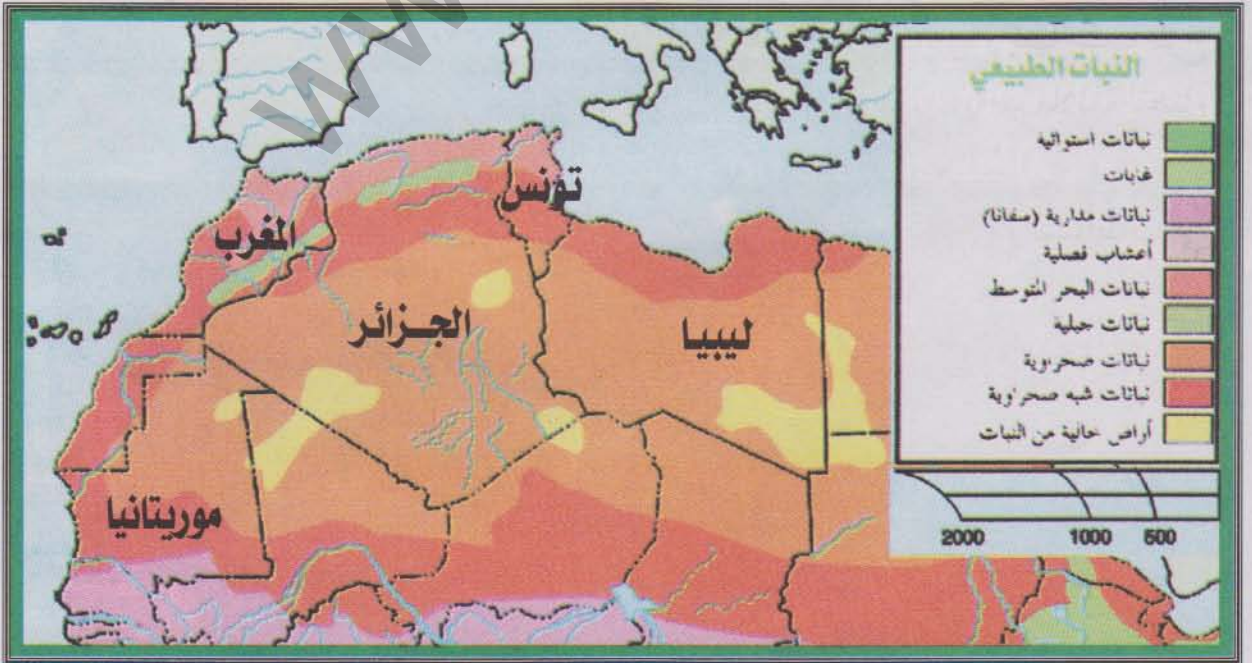 النبات الطبيعي
نباتات استوائية
غابات
نباتات مدارية (سفانا)
أعشاب فصلية
نباتات البحر المتوسط
نباتات جبلية
نباتات صحراوية
نباتات شبه صحراوية
أراض خالية من النبات
2000 1000 500
تونس
المغرب
الجزائر
ليبيا
موريتانيا
WW